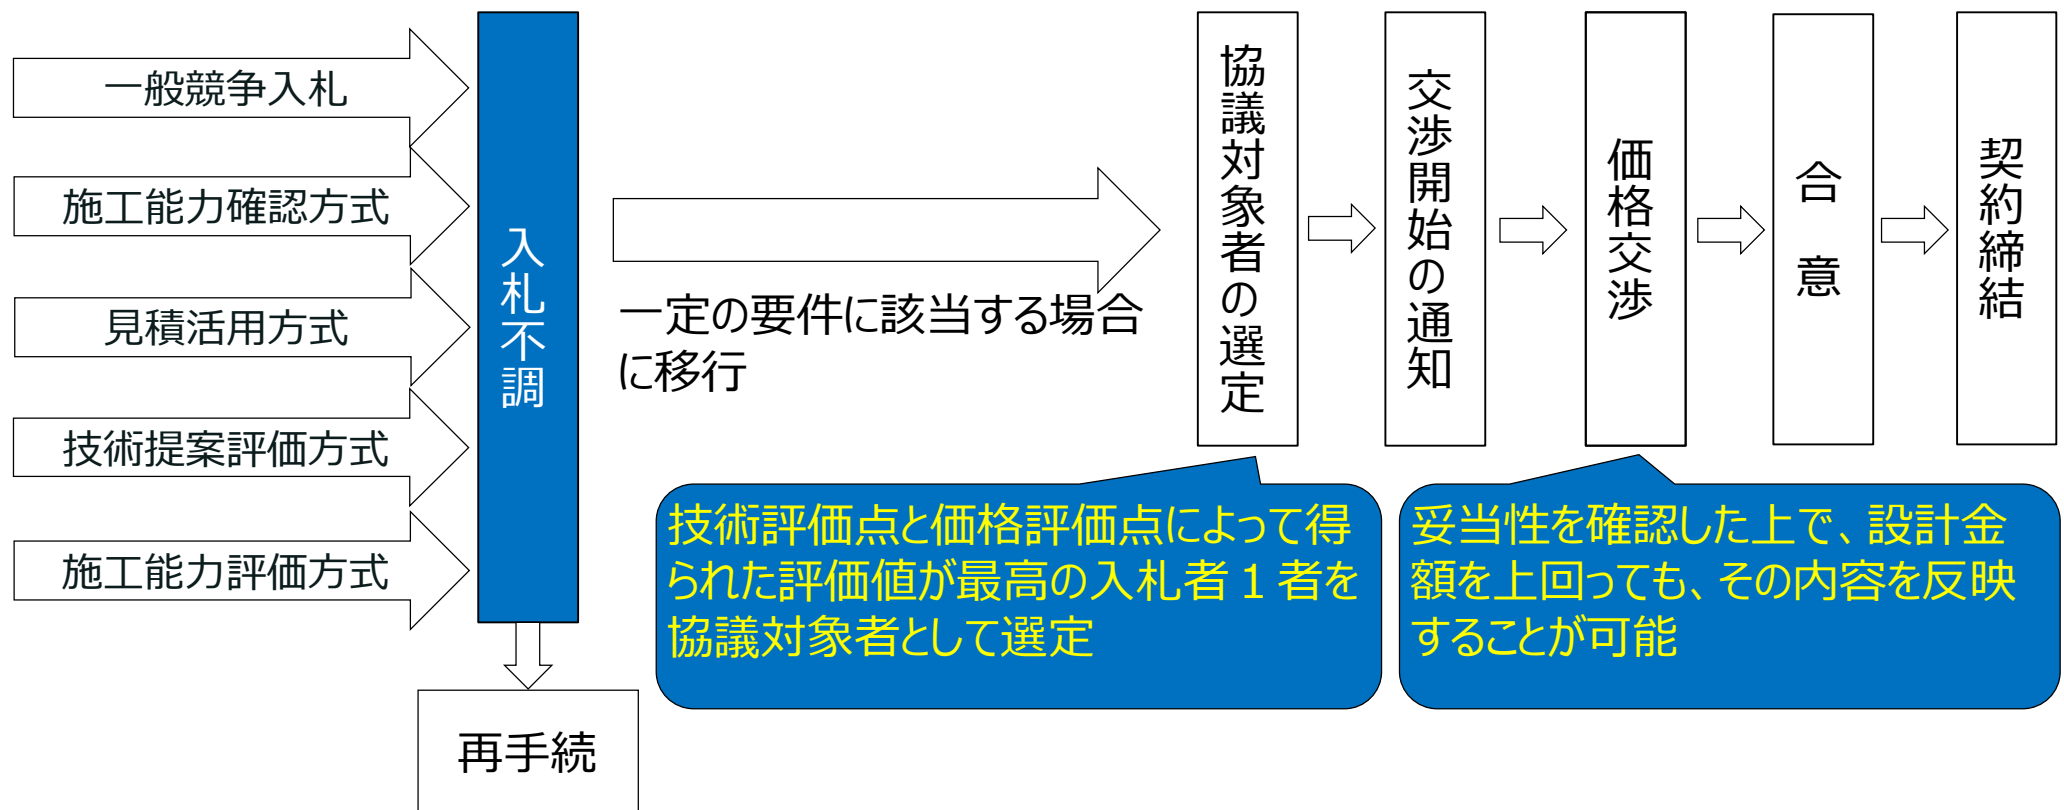 一般競争入札
施工能力確認方式
見積活用方式
技術提案評価方式
施工能力評価方式
入札不調
再手続
一定の要件に該当する場合
に移行
協議対象者の選定
交渉開始の通知
価格交渉
合　意
契約締結
技術評価点と価格評価点によって得
られた評価値が最高の入札者１者を
協議対象者として選定
妥当性を確認した上で、設計金
額を上回っても、その内容を反映
することが可能